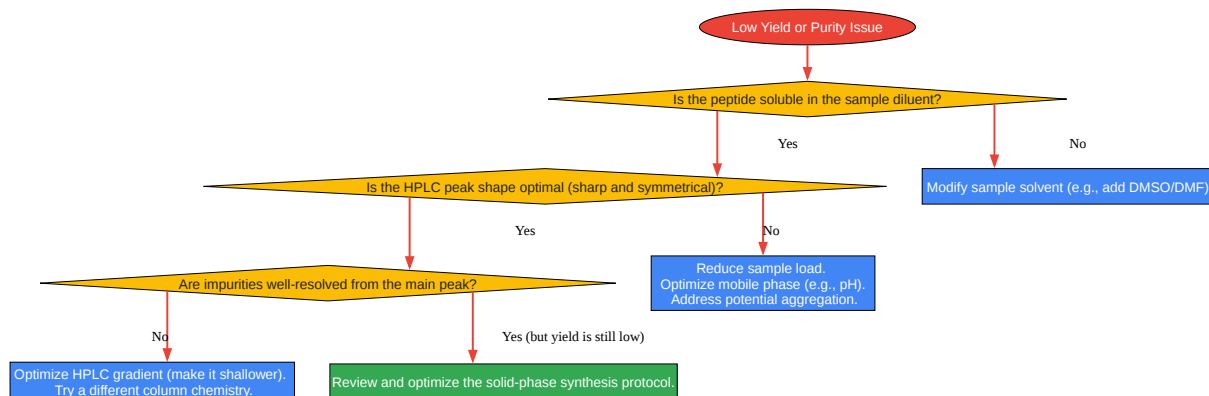 Low Yield or Purity Issue
Is the peptide soluble in the sample diluent?
Yes
No
Is the HPLC peak shape optimal (sharp and symmetrical)?
Modify sample solvent (e.g., add DMSO/DMF)
Yes
No
Reduce sample load.
Optimize mobile phase (e.g., pH).
Address potential aggregation.
Are impurities well-resolved from the main peak?
No
Yes (but yield is still low)
Optimize HPLC gradient (make it shallower).
Try a different column chemistry.
Review and optimize the solid-phase synthesis protocol.